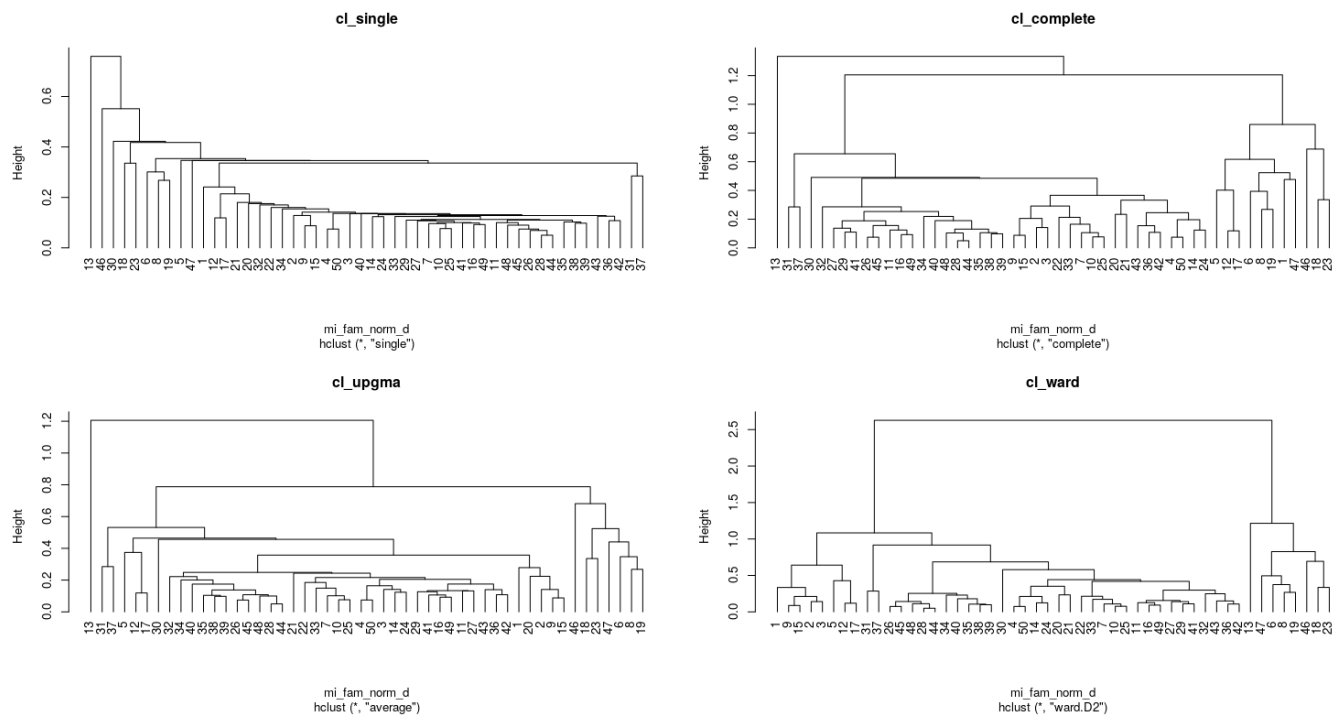 cl_single
Height
0.0 0.2 0.4 0.6
13 46 30 18 23 6 8 19 5 47 1 12 17 21 20 32 22 34 2 9 15 4 50 3 40 14 24 33 29 27 7 10 25 41 16 49 11 48 45 26 28 44 35 38 39 43 36 42 31 37
mi_fam_norm_d
hclust (*, "single")
cl_complete
Height
0.0 0.2 0.4 0.6 0.8 1.0 1.2
13 31 37 30 32 27 29 41 26 45 11 16 49 34 40 48 28 44 35 38 39 9 15 2 3 22 33 7 10 25 20 21 43 36 42 4 50 14 24 5 12 17 6 8 19 1 47 46 18 23
mi_fam_norm_d
hclust (*, "complete")
cl_upgma
Height
0.0 0.2 0.4 0.6 0.8 1.0 1.2
13 31 37 5 12 17 30 32 34 40 35 38 39 26 45 48 28 44 21 22 33 7 10 25 4 50 3 14 24 29 41 16 49 11 27 43 36 42 1 20 2 9 15 46 18 23 47 6 8 19
mi_fam_norm_d
hclust (*, "average")
cl_ward
Height
0.0 0.5 1.0 1.5 2.0 2.5
1 9 15 2 3 5 12 17 31 37 26 45 48 28 44 34 40 35 38 39 30 4 50 14 24 20 21 22 33 7 10 25 11 16 49 27 29 41 32 43 36 42 13 47 6 8 19 46 18 23
mi_fam_norm_d
hclust (*, "ward.D2")